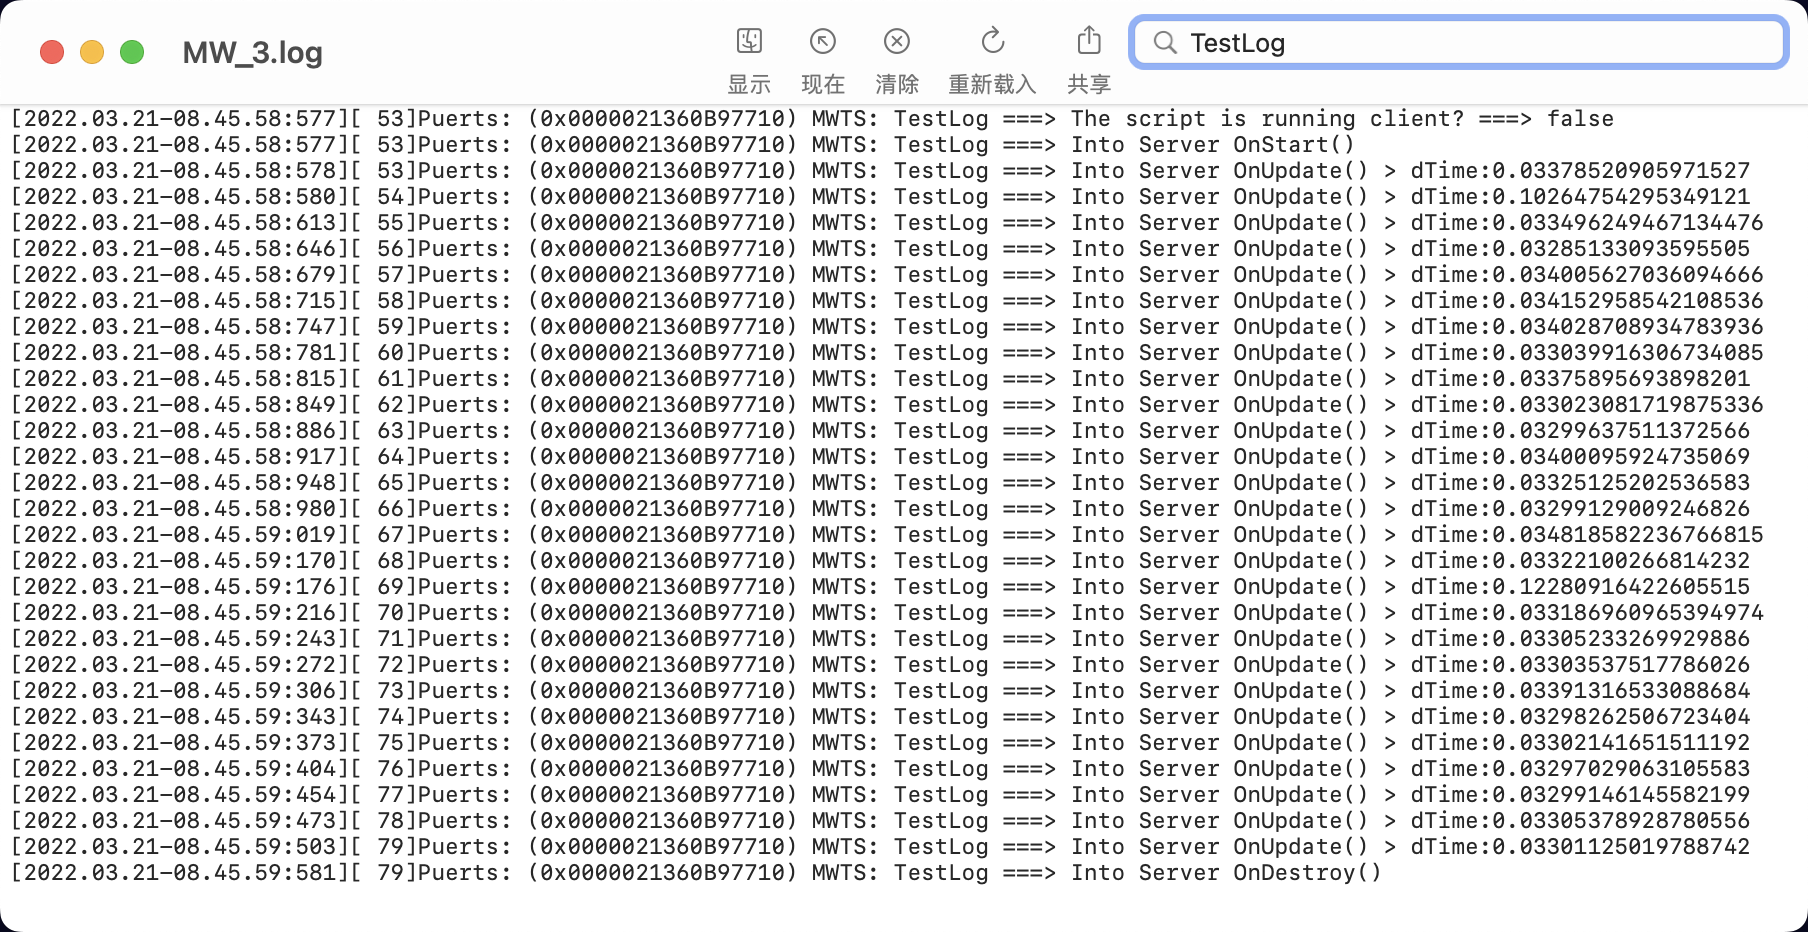 MW_3.log
显示 现在 清除 重新载入 共享
TestLog
[2022.03.21-08.45.58:577][ 53]Puerts: (0x0000021360B97710) MWTS: TestLog ===> The script is running client? ===> false
[2022.03.21-08.45.58:577][ 53]Puerts: (0x0000021360B97710) MWTS: TestLog ===> Into Server OnStart()
[2022.03.21-08.45.58:578][ 53]Puerts: (0x0000021360B97710) MWTS: TestLog ===> Into Server OnUpdate() > dTime:0.03378520905971527
[2022.03.21-08.45.58:580][ 54]Puerts: (0x0000021360B97710) MWTS: TestLog ===> Into Server OnUpdate() > dTime:0.10264754295349121
[2022.03.21-08.45.58:613][ 55]Puerts: (0x0000021360B97710) MWTS: TestLog ===> Into Server OnUpdate() > dTime:0.033496249467134476
[2022.03.21-08.45.58:646][ 56]Puerts: (0x0000021360B97710) MWTS: TestLog ===> Into Server OnUpdate() > dTime:0.03285133093595505
[2022.03.21-08.45.58:679][ 57]Puerts: (0x0000021360B97710) MWTS: TestLog ===> Into Server OnUpdate() > dTime:0.034005627036094666
[2022.03.21-08.45.58:715][ 58]Puerts: (0x0000021360B97710) MWTS: TestLog ===> Into Server OnUpdate() > dTime:0.034152958542108536
[2022.03.21-08.45.58:747][ 59]Puerts: (0x0000021360B97710) MWTS: TestLog ===> Into Server OnUpdate() > dTime:0.034028708934783936
[2022.03.21-08.45.58:781][ 60]Puerts: (0x0000021360B97710) MWTS: TestLog ===> Into Server OnUpdate() > dTime:0.033039916306734085
[2022.03.21-08.45.58:815][ 61]Puerts: (0x0000021360B97710) MWTS: TestLog ===> Into Server OnUpdate() > dTime:0.03375895693898201
[2022.03.21-08.45.58:849][ 62]Puerts: (0x0000021360B97710) MWTS: TestLog ===> Into Server OnUpdate() > dTime:0.033023081719875336
[2022.03.21-08.45.58:886][ 63]Puerts: (0x0000021360B97710) MWTS: TestLog ===> Into Server OnUpdate() > dTime:0.03299637511372566
[2022.03.21-08.45.58:917][ 64]Puerts: (0x0000021360B97710) MWTS: TestLog ===> Into Server OnUpdate() > dTime:0.03400095924735069
[2022.03.21-08.45.58:948][ 65]Puerts: (0x0000021360B97710) MWTS: TestLog ===> Into Server OnUpdate() > dTime:0.03325125202536583
[2022.03.21-08.45.58:980][ 66]Puerts: (0x0000021360B97710) MWTS: TestLog ===> Into Server OnUpdate() > dTime:0.03299129009246826
[2022.03.21-08.45.59:019][ 67]Puerts: (0x0000021360B97710) MWTS: TestLog ===> Into Server OnUpdate() > dTime:0.034818582236766815
[2022.03.21-08.45.59:170][ 68]Puerts: (0x0000021360B97710) MWTS: TestLog ===> Into Server OnUpdate() > dTime:0.03322100266814232
[2022.03.21-08.45.59:176][ 69]Puerts: (0x0000021360B97710) MWTS: TestLog ===> Into Server OnUpdate() > dTime:0.12280916422605515
[2022.03.21-08.45.59:216][ 70]Puerts: (0x0000021360B97710) MWTS: TestLog ===> Into Server OnUpdate() > dTime:0.033186960965394974
[2022.03.21-08.45.59:243][ 71]Puerts: (0x0000021360B97710) MWTS: TestLog ===> Into Server OnUpdate() > dTime:0.03305233269929886
[2022.03.21-08.45.59:272][ 72]Puerts: (0x0000021360B97710) MWTS: TestLog ===> Into Server OnUpdate() > dTime:0.03303537517786026
[2022.03.21-08.45.59:306][ 73]Puerts: (0x0000021360B97710) MWTS: TestLog ===> Into Server OnUpdate() > dTime:0.03391316533088684
[2022.03.21-08.45.59:343][ 74]Puerts: (0x0000021360B97710) MWTS: TestLog ===> Into Server OnUpdate() > dTime:0.03298262506723404
[2022.03.21-08.45.59:373][ 75]Puerts: (0x0000021360B97710) MWTS: TestLog ===> Into Server OnUpdate() > dTime:0.03302141651511192
[2022.03.21-08.45.59:404][ 76]Puerts: (0x0000021360B97710) MWTS: TestLog ===> Into Server OnUpdate() > dTime:0.03297029063105583
[2022.03.21-08.45.59:454][ 77]Puerts: (0x0000021360B97710) MWTS: TestLog ===> Into Server OnUpdate() > dTime:0.03299146145582199
[2022.03.21-08.45.59:473][ 78]Puerts: (0x0000021360B97710) MWTS: TestLog ===> Into Server OnUpdate() > dTime:0.03305378928780556
[2022.03.21-08.45.59:503][ 79]Puerts: (0x0000021360B97710) MWTS: TestLog ===> Into Server OnUpdate() > dTime:0.03301125019788742
[2022.03.21-08.45.59:581][ 79]Puerts: (0x0000021360B97710) MWTS: TestLog ===> Into Server OnDestroy()